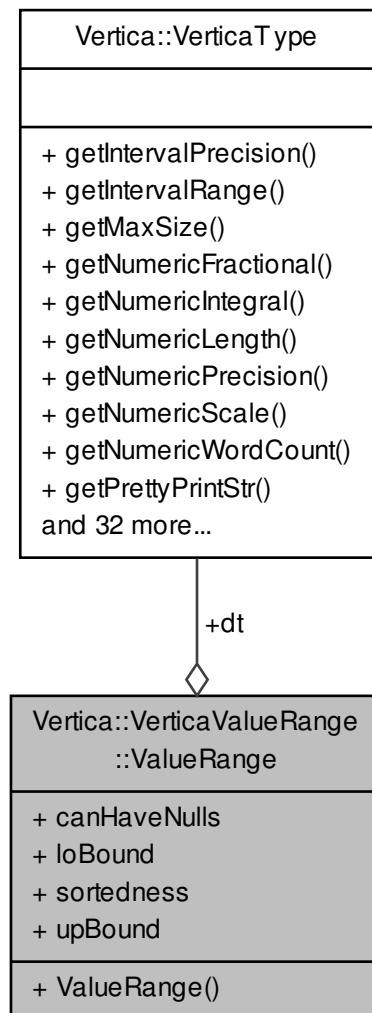 Vertica::VerticaType
+ getIntervalPrecision()
+ getIntervalRange()
+ getMaxSize()
+ getNumericFractional()
+ getNumericIntegral()
+ getNumericLength()
+ getNumericPrecision()
+ getNumericScale()
+ getNumericWordCount()
+ getPrettyPrintStr()
and 32 more...
+dt
Vertica::VerticaValueRange
::ValueRange
+ canHaveNulls
+ loBound
+ sortedness
+ upBound
+ ValueRange()